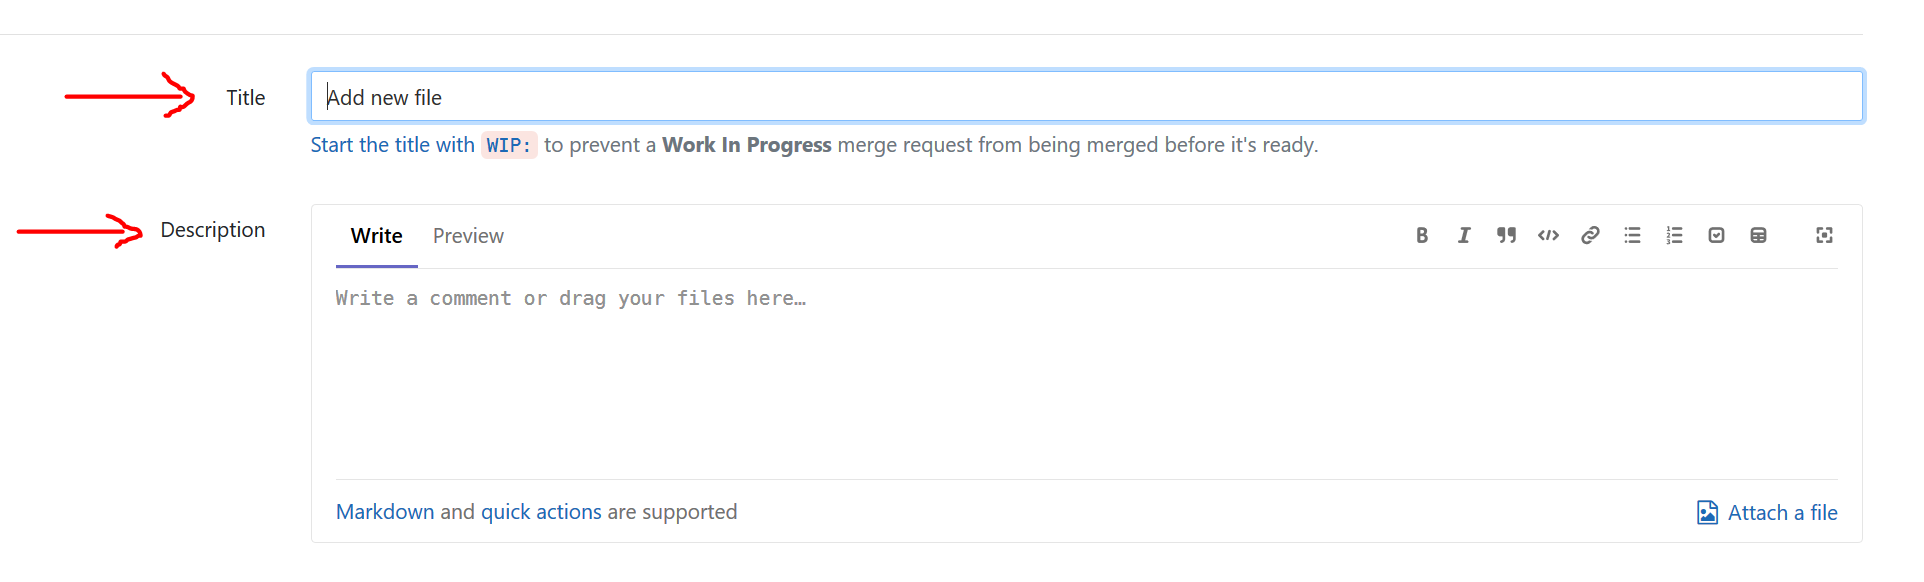 Title
Add new file
Start the title with WIP: to prevent a Work In Progress merge request from being merged before it's ready.
Description
Write Preview
Write a comment or drag your files here…
Markdown and quick actions are supported
Attach a file